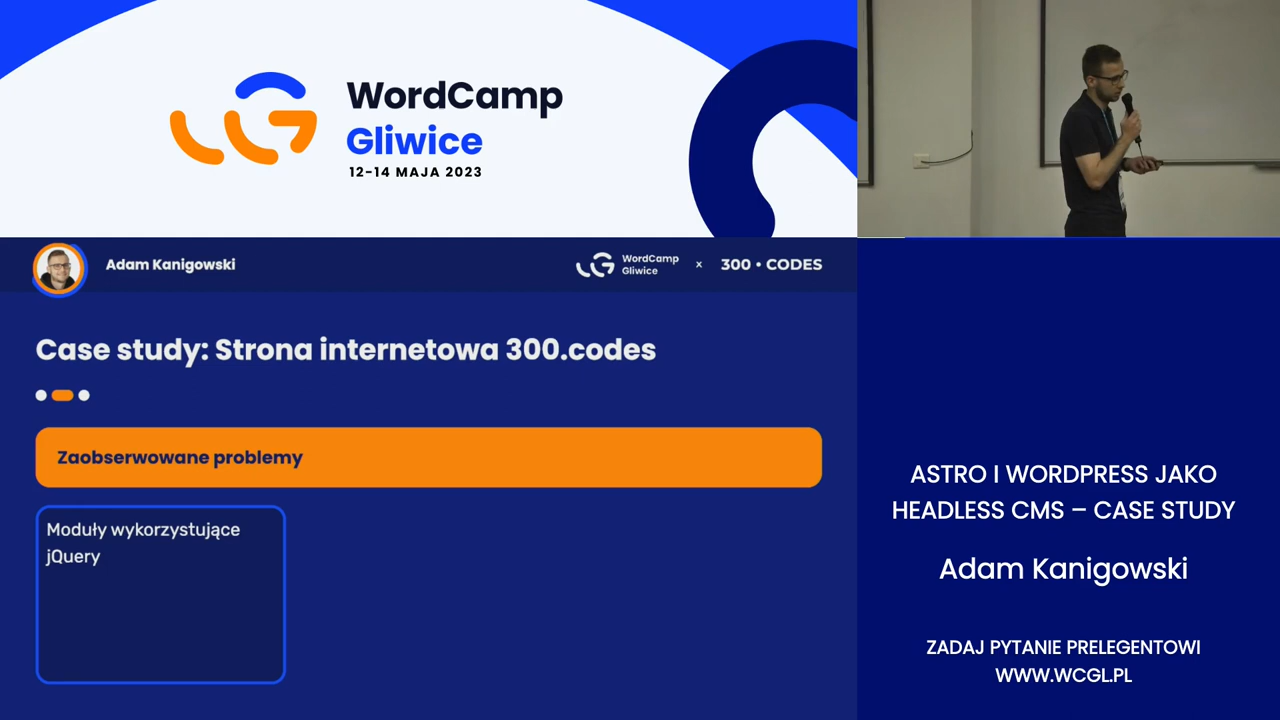 WordCamp
Gliwice
12-14 MAJA 2023
Adam Kanigowski
WordCamp
Gliwice
x
300 • CODES
Case study: Strona internetowa 300.codes
Zaobserwowane problemy
Moduły wykorzystujące
jQuery
ASTRO I WORDPRESS JAKO
HEADLESS CMS – CASE STUDY
Adam Kanigowski
ZADAJ PYTANIE PRELEGENTOWI
WWW.WCGL.PL